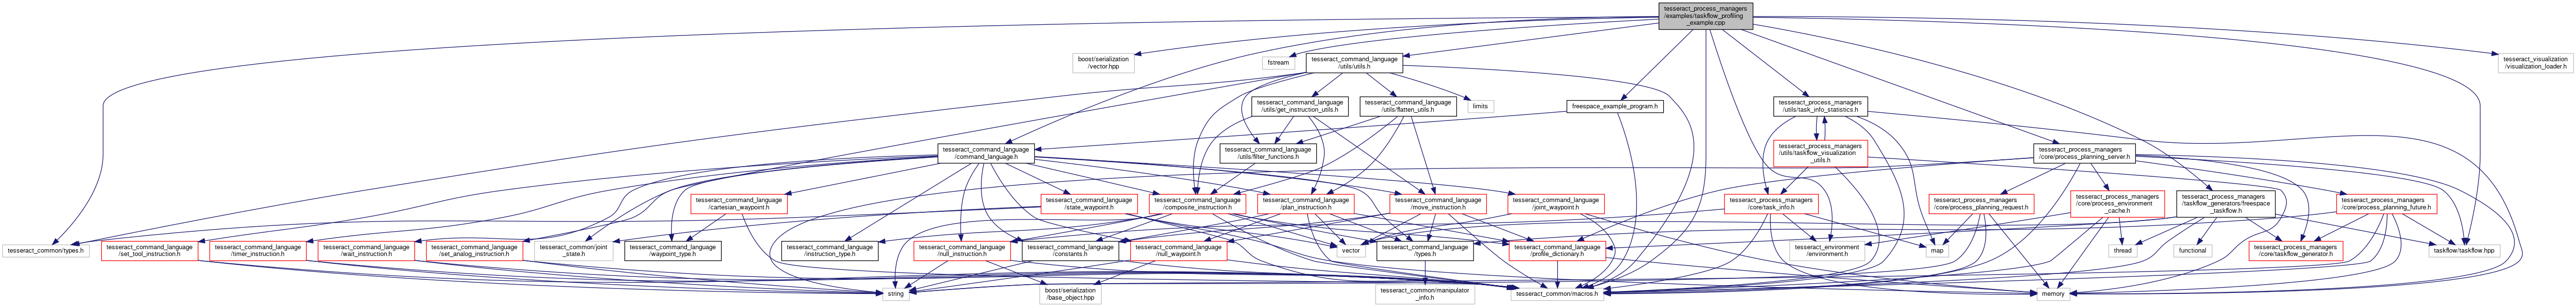 tesseract_process_managers
/examples/taskflow_profiling
_example.cpp
boost/serialization
/vector.hpp
fstream
tesseract_command_language
/utils/utils.h
tesseract_visualization
/visualization_loader.h
tesseract_command_language
/utils/get_instruction_utils.h
tesseract_command_language
/utils/flatten_utils.h
limits
freespace_example_program.h
tesseract_process_managers
/utils/task_info_statistics.h
tesseract_command_language
/command_language.h
tesseract_command_language
/utils/filter_functions.h
tesseract_process_managers
/utils/taskflow_visualization
_utils.h
tesseract_process_managers
/core/process_planning_server.h
tesseract_command_language
/cartesian_waypoint.h
tesseract_command_language
/state_waypoint.h
tesseract_command_language
/composite_instruction.h
tesseract_command_language
/plan_instruction.h
tesseract_command_language
/move_instruction.h
tesseract_command_language
/joint_waypoint.h
tesseract_process_managers
/core/task_info.h
tesseract_process_managers
/core/process_planning_request.h
tesseract_process_managers
/core/process_environment
_cache.h
tesseract_process_managers
/taskflow_generators/freespace
_taskflow.h
tesseract_process_managers
/core/process_planning_future.h
tesseract_common/types.h
tesseract_command_language
/set_tool_instruction.h
tesseract_command_language
/timer_instruction.h
tesseract_command_language
/wait_instruction.h
tesseract_command_language
/set_analog_instruction.h
tesseract_common/joint
_state.h
tesseract_command_language
/waypoint_type.h
tesseract_command_language
/instruction_type.h
tesseract_command_language
/null_instruction.h
tesseract_command_language
/constants.h
tesseract_command_language
/null_waypoint.h
vector
tesseract_command_language
/types.h
tesseract_command_language
/profile_dictionary.h
tesseract_environment
/environment.h
map
thread
functional
tesseract_process_managers
/core/taskflow_generator.h
taskflow/taskflow.hpp
string
boost/serialization
/base_object.hpp
tesseract_common/manipulator
_info.h
tesseract_common/macros.h
memory